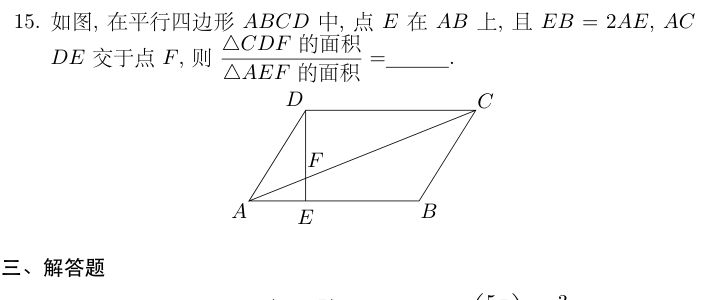 15. 如图, 在平行四边形 ABCD 中, 点 E 在 AB 上, 且 EB = 2AE, AC
DE 交于点 F, 则 △CDF 的面积 / △AEF 的面积 =______.
D
C
F
A
E
B
三、解答题